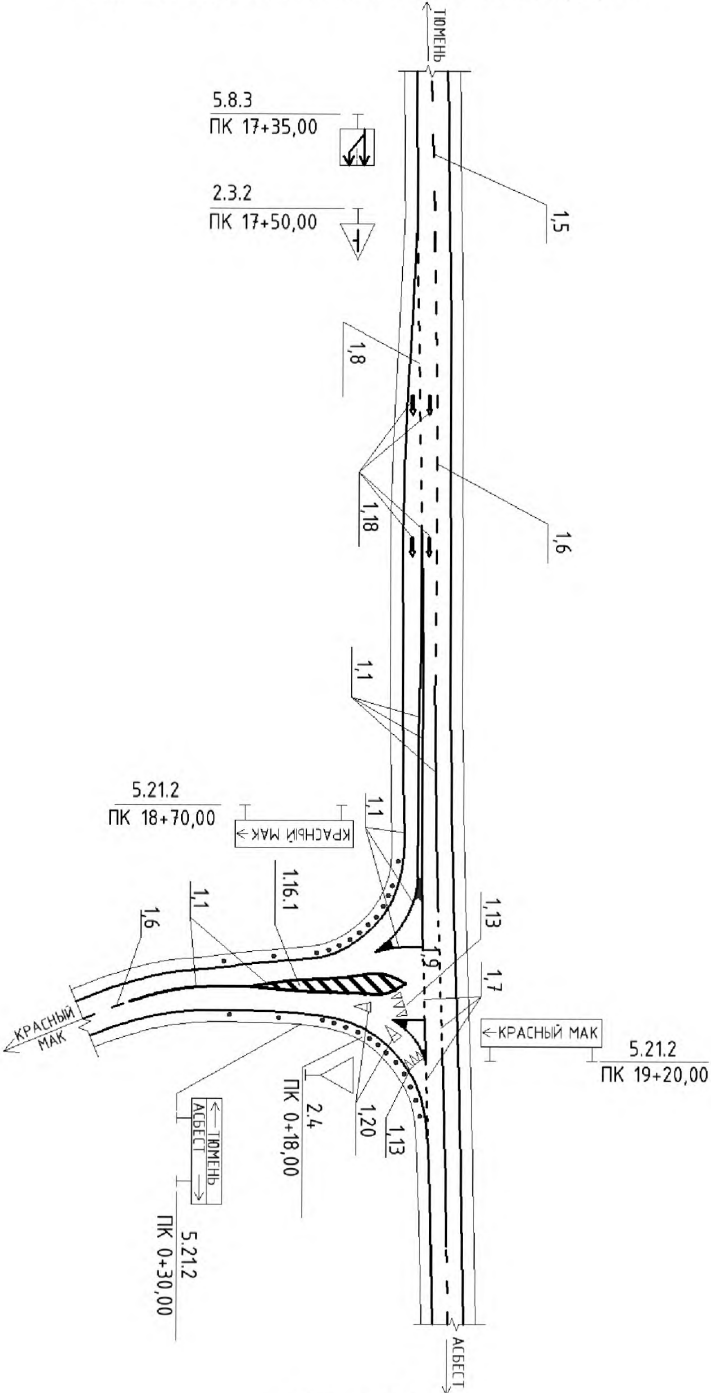 ТЮМЕНЬ
5.8.3
ПК 17+35,00
2.3.2
ПК 17+50,00
1,5
1,8
1,18
1,6
1,1
5.21.2
ПК 18+70,00
КРАСНЫЙ МАК
1,1
1.16.1
1,1
1,6
1,13
1,9
1,7
КРАСНЫЙ МАК
5.21.2
ПК 19+20,00
КРАСНЫЙ
МАК
1,13
1,20
2.4
ПК 0+18,00
ТЮМЕНЬ
АСБЕСТ
5.21.2
ПК 0+30,00
АСБЕСТ